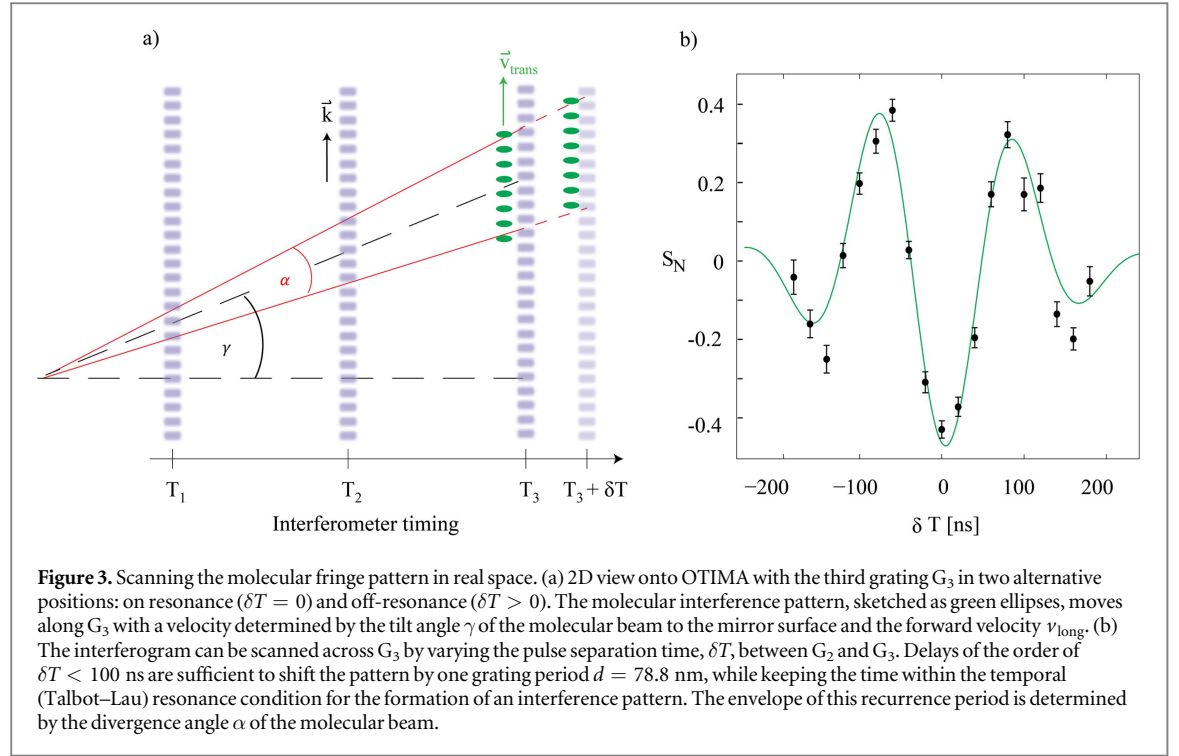 a)
v⃗trans
k⃗
α
γ
T1 T2 T3 T3 + δT
Interferometer timing
b)
0.4
0.2
0
-0.2
-0.4
SN
−200 −100 0 100 200
δ T [ns]
Figure 3. Scanning the molecular fringe pattern in real space. (a) 2D view onto OTIMA with the third grating G3 in two alternative
positions: on resonance (δT = 0) and off-resonance (δT > 0). The molecular interference pattern, sketched as green ellipses, moves
along G3 with a velocity determined by the tilt angle γ of the molecular beam to the mirror surface and the forward velocity νlong. (b)
The interferogram can be scanned across G3 by varying the pulse separation time, δT, between G2 and G3. Delays of the order of
δT < 100 ns are sufficient to shift the pattern by one grating period d = 78.8 nm, while keeping the time within the temporal
(Talbot–Lau) resonance condition for the formation of an interference pattern. The envelope of this recurrence period is determined
by the divergence angle α of the molecular beam.